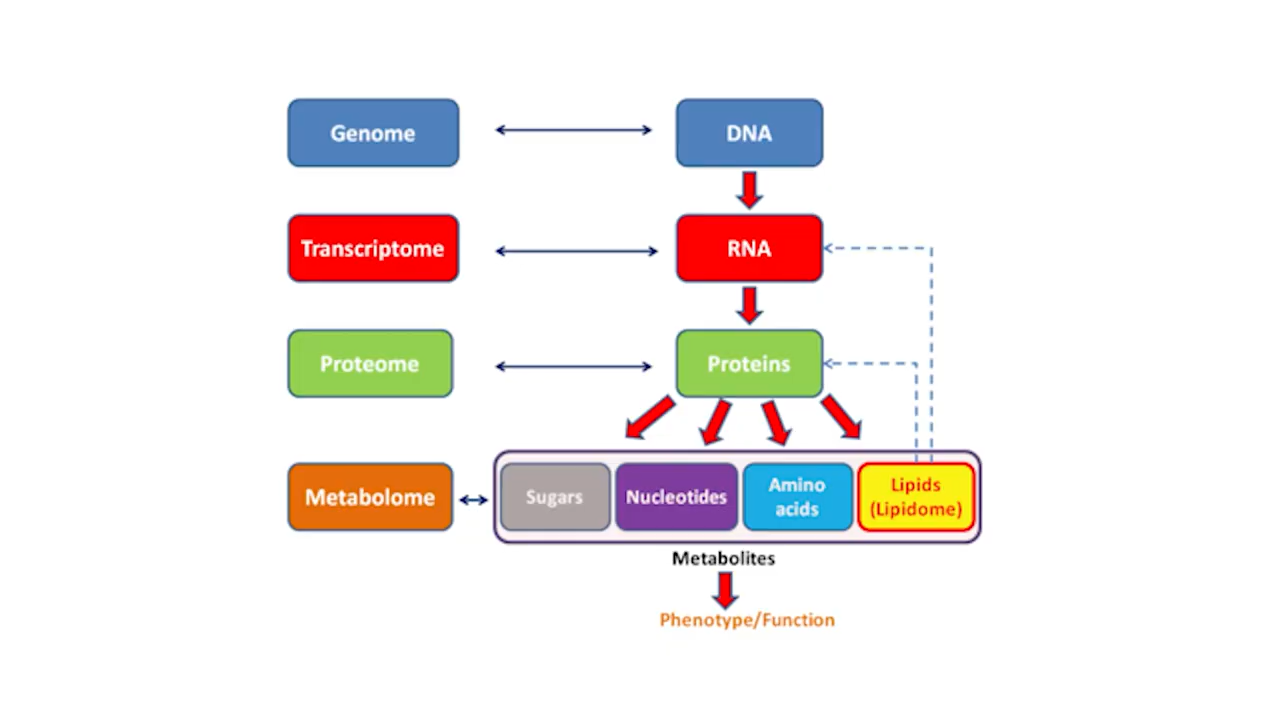 Genome
DNA
Transcriptome
RNA
Proteome
Proteins
Metabolome
Sugars
Nucleotides
Amino
acids
Lipids
(Lipidome)
Metabolites
Phenotype/Function